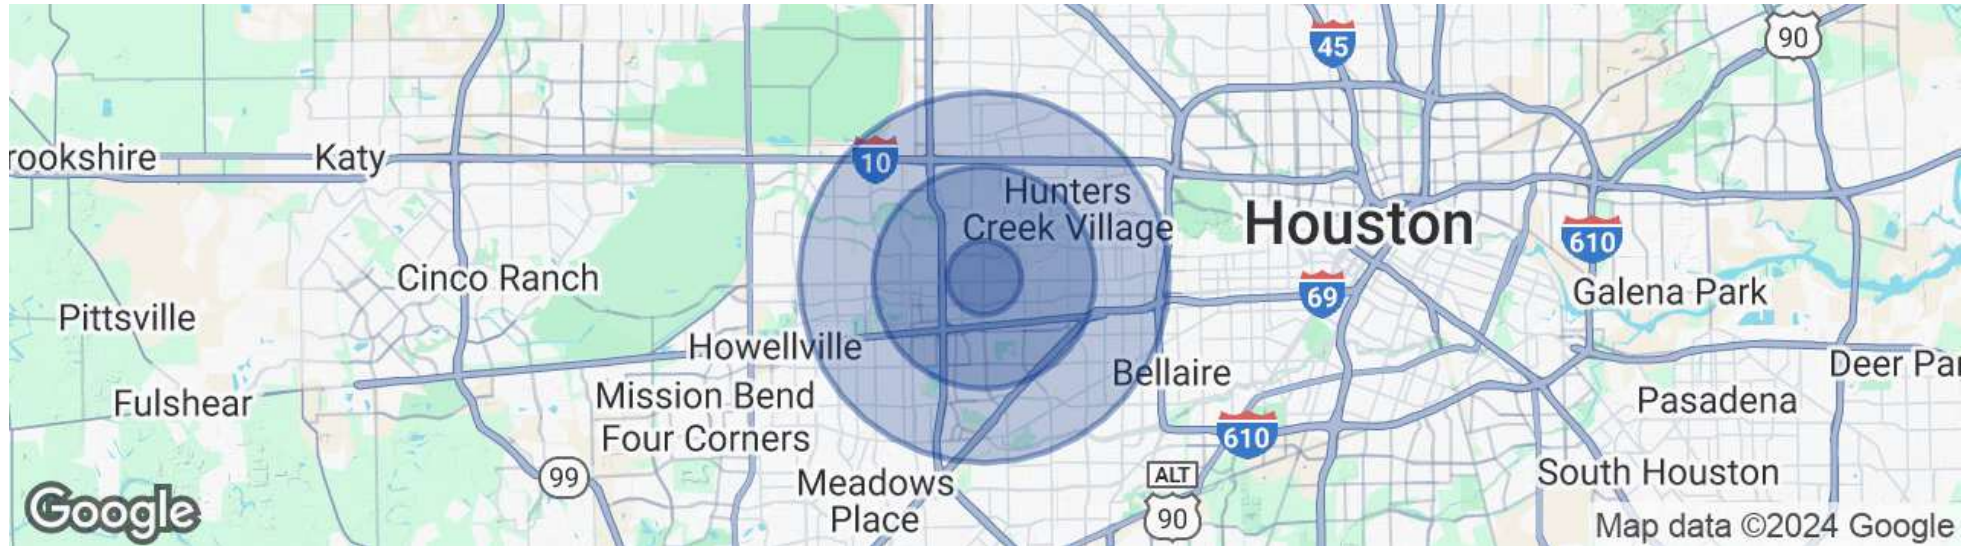 45
90
rookshire
Katy
10
Hunters
Creek Village
Houston
610
Cinco Ranch
69
Galena Park
Pittsville
Howellville
Bellaire
Deer Par
Fulshear
Mission Bend
Pasadena
Four Corners
610
99
Meadows
Place
ALT
90
South Houston
Google
Map data ©2024 Google